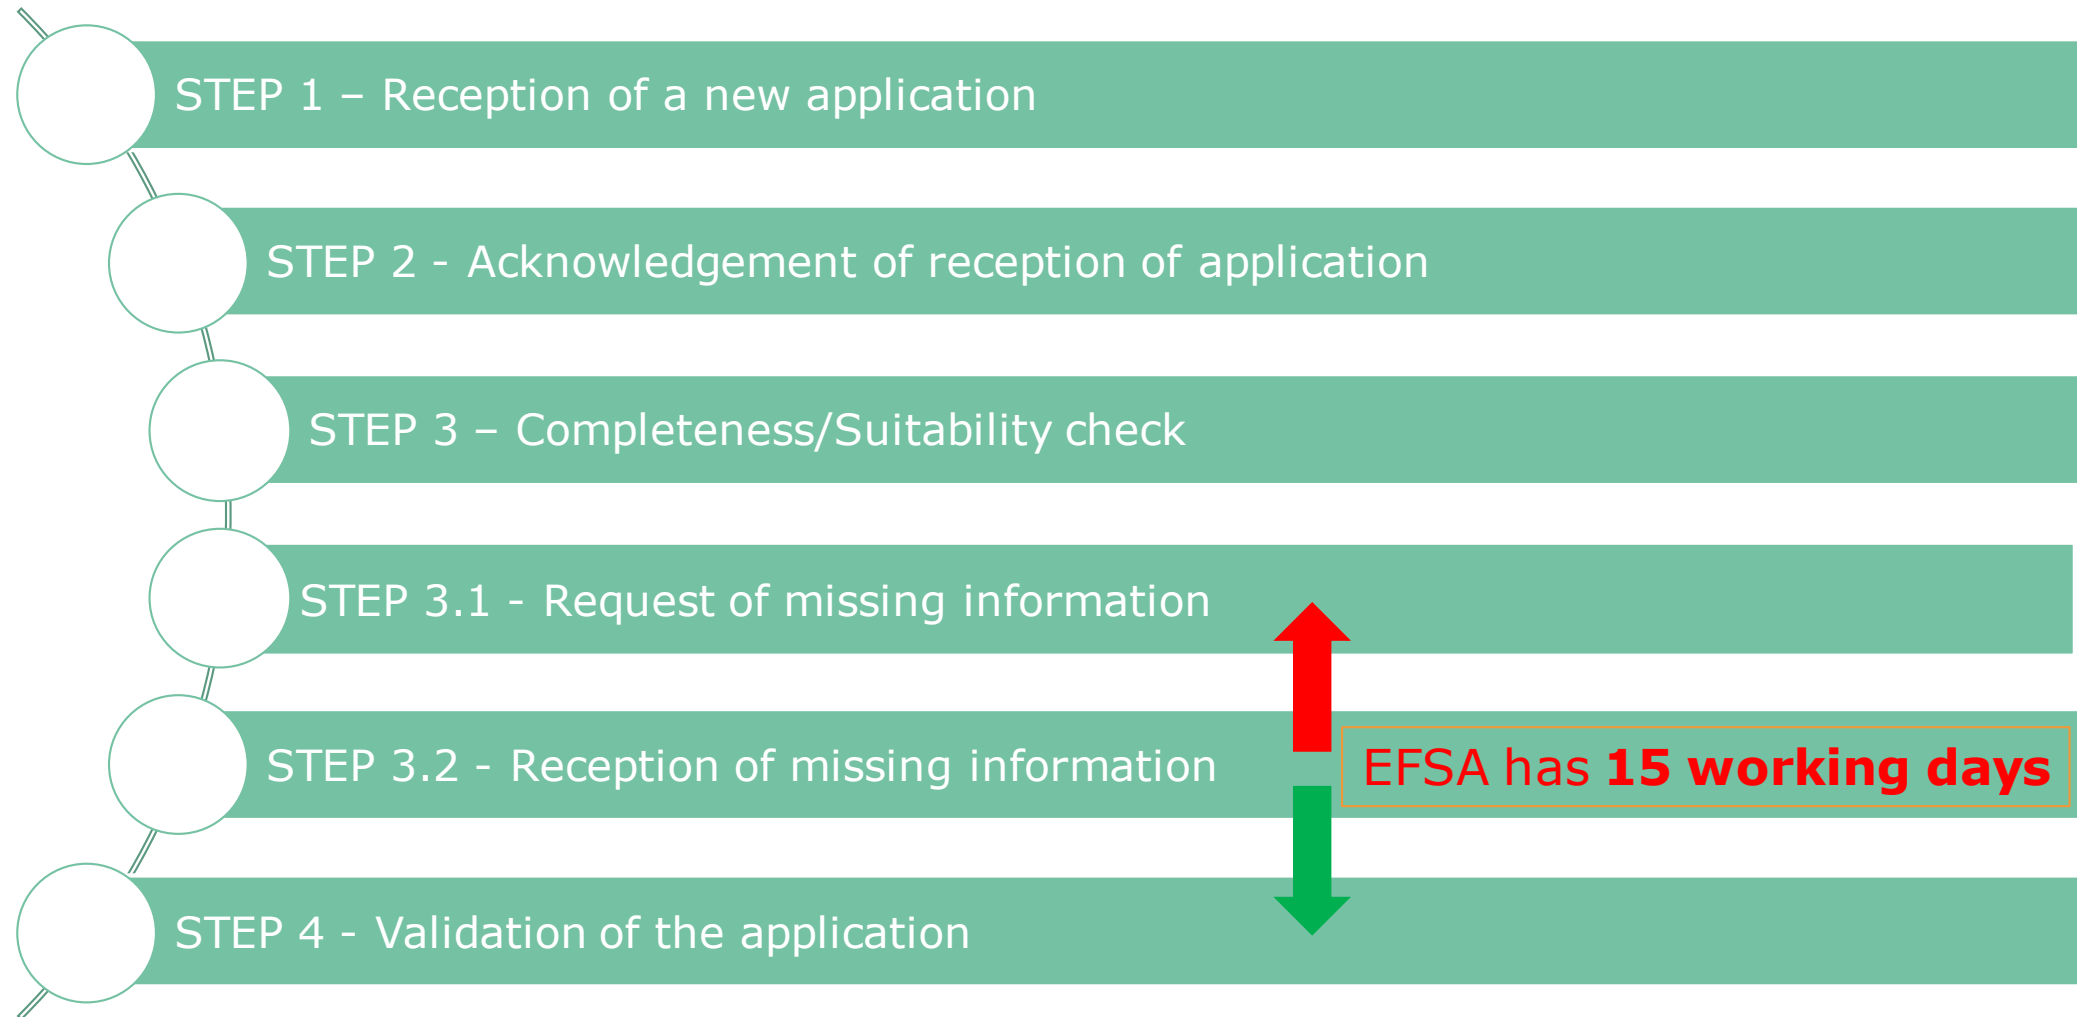 STEP 1 – Reception of a new application
STEP 2 - Acknowledgement of reception of application
STEP 3 – Completeness/Suitability check
STEP 3.1 - Request of missing information
STEP 3.2 - Reception of missing information
EFSA has 15 working days
STEP 4 - Validation of the application